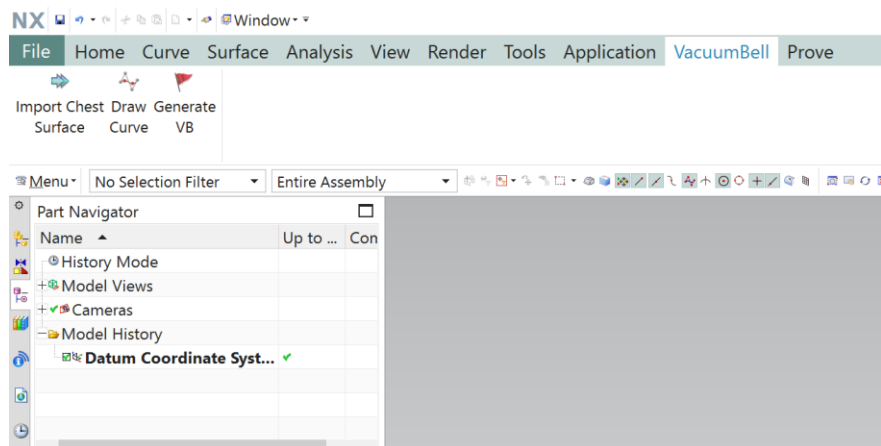 NX Window
File Home Curve Surface Analysis View Render Tools Application VacuumBell Prove
Import Chest Draw Generate
Surface Curve VB
Menu No Selection Filter Entire Assembly
Part Navigator
Name Up to ... Con
History Mode
Model Views
Cameras
Model History
Datum Coordinate Syst...